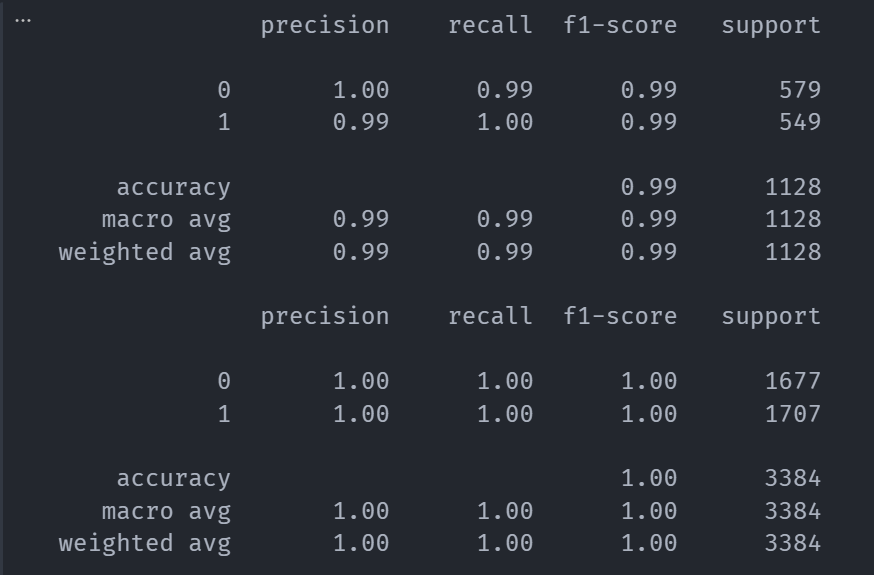 ...
precision recall f1-score support
0 1.00 0.99 0.99 579
1 0.99 1.00 0.99 549
accuracy 0.99 1128
macro avg 0.99 0.99 0.99 1128
weighted avg 0.99 0.99 0.99 1128
precision recall f1-score support
0 1.00 1.00 1.00 1677
1 1.00 1.00 1.00 1707
accuracy 1.00 3384
macro avg 1.00 1.00 1.00 3384
weighted avg 1.00 1.00 1.00 3384